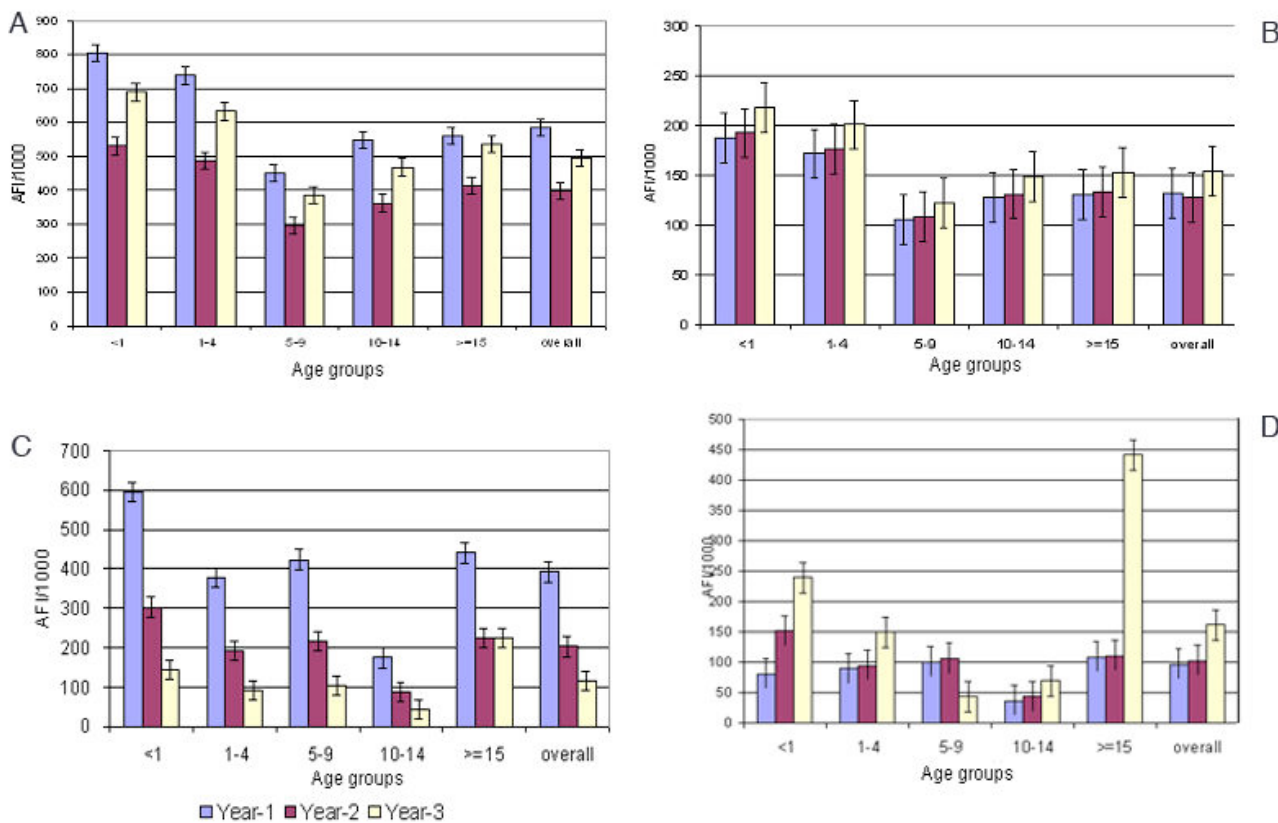 A
900
800
700
600
500
400
300
200
100
0
AFI/1000
<1 1-4 5-9 10-14 >=15 overall
Age groups
B
300
250
200
150
100
50
0
AFI/1000
<1 1-4 5-9 10-14 >=15 overall
Age groups
C
700
600
500
400
300
200
100
0
AFI/1000
<1 1-4 5-9 10-14 >=15 overall
Age groups
Year-1 Year-2 Year-3
D
500
450
400
350
300
250
200
150
100
50
0
AFI/1000
<1 1-4 5-9 10-14 >=15 overall
Age groups